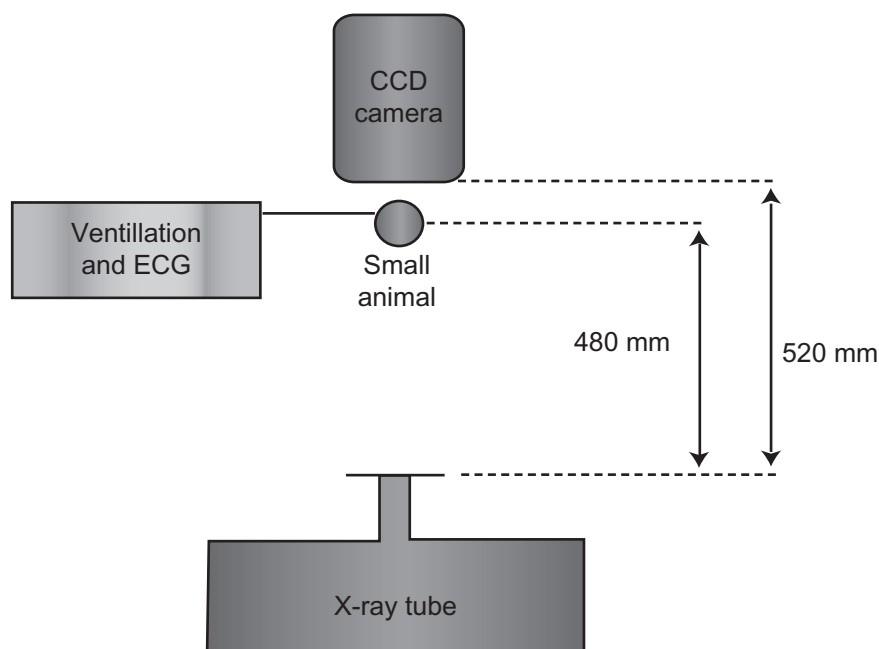 CCD
camera
Ventillation
and ECG
Small
animal
480 mm
520 mm
X-ray tube